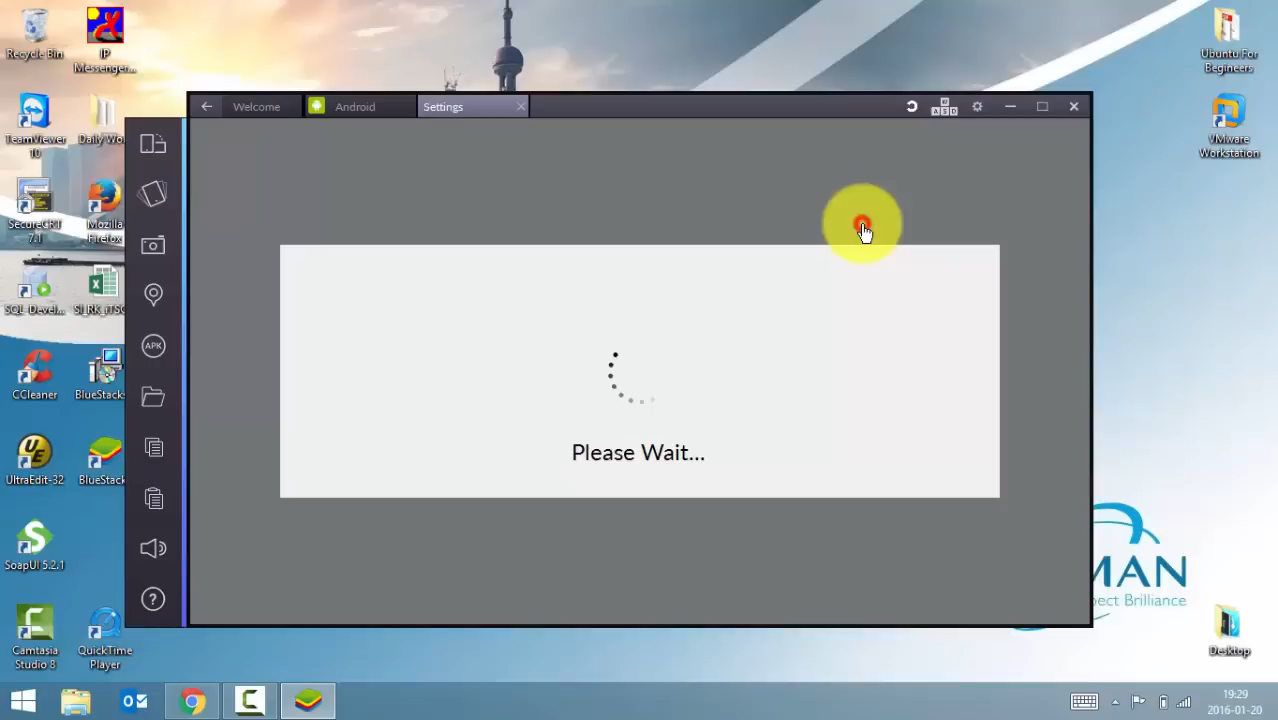 Recycle Bin
IP
Messenger...
TeamViewer
10
Daily Wo
SecureCRT
7.1
Mozilla
Firefox
SQL-Devel...
CCleaner
BlueStacks
UltraEdit-32
BlueStack
SoapUI 5.2.1
Camtasia
Studio 8
QuickTime
Player
Welcome
Android
Settings
W
A S D
APK
?
Please Wait...
Ubuntu For
Begineers
VMware
Workstation
MAN
pect Brilliance
Desktop
19:29
2016-01-20